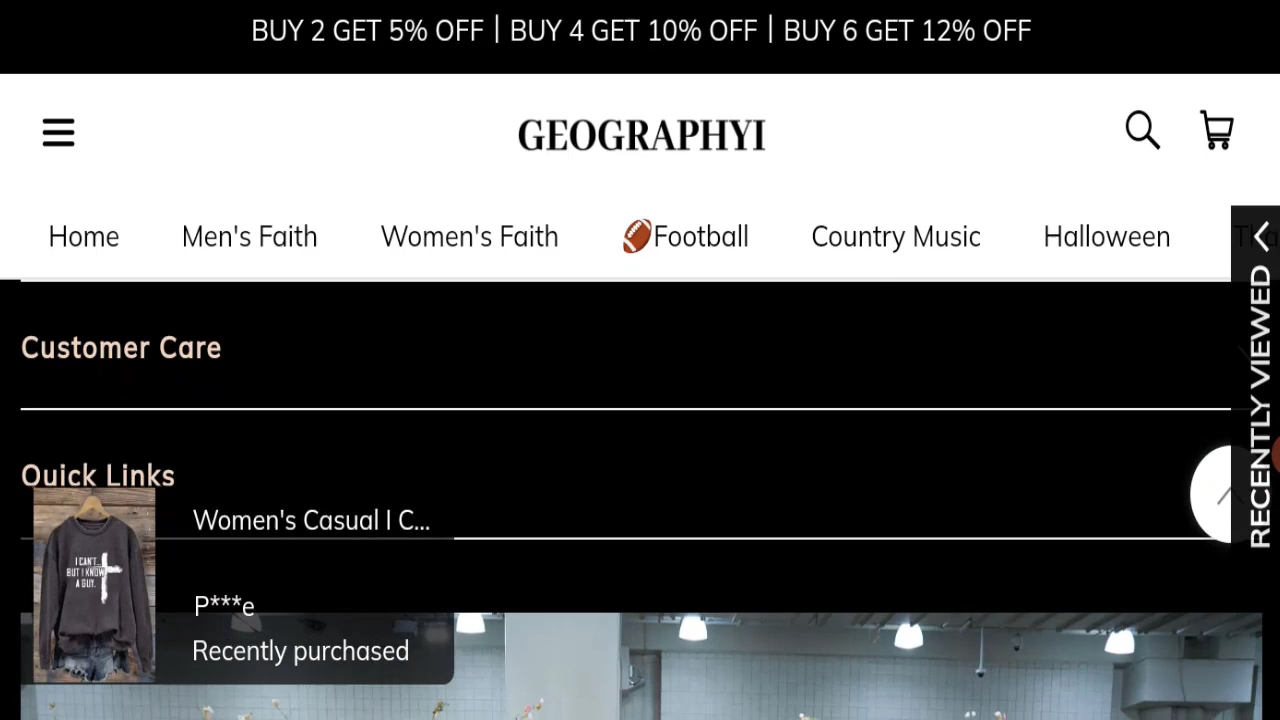 BUY 2 GET 5% OFF | BUY 4 GET 10% OFF | BUY 6 GET 12% OFF
GEOGRAPHYI
Home Men's Faith Women's Faith 🏈Football Country Music Halloween
RECENTLY VIEWED
Customer Care
Quick Links
I CAN'T...
BUT I KNOW
A GUY.
Women's Casual I C...
P***e
Recently purchased